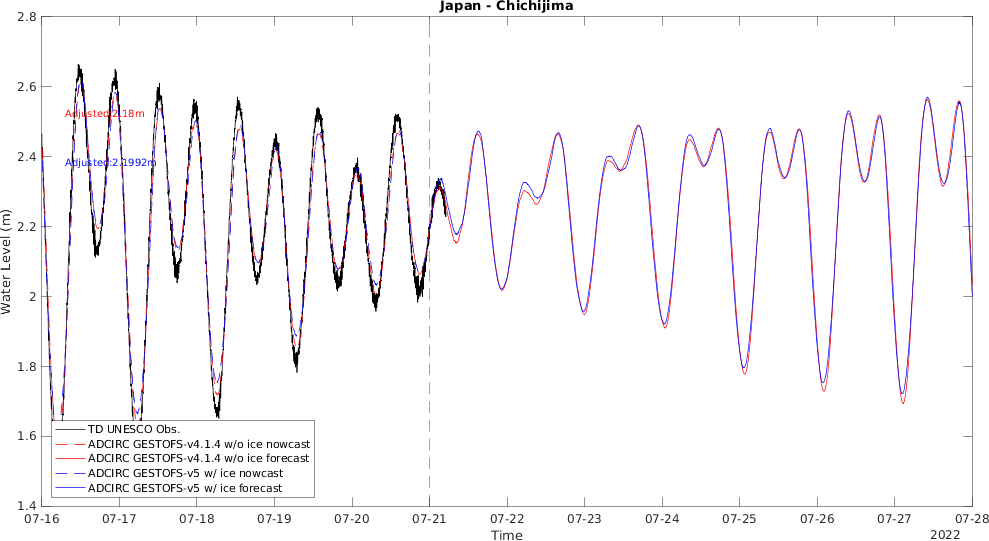 Japan - Chichijima
2.8
2.6
2.4
2.2
2
1.8
1.6
1.4
Water Level (m)
Adjusted:2.18m
Adjusted:2.1992m
TD UNESCO Obs.
ADCIRC GESTOFS-v4.1.4 w/o ice nowcast
ADCIRC GESTOFS-v4.1.4 w/o ice forecast
ADCIRC GESTOFS-v5 w/ ice nowcast
ADCIRC GESTOFS-v5 w/ ice forecast
07-16 07-17 07-18 07-19 07-20 07-21 07-22 07-23 07-24 07-25 07-26 07-27 07-28
Time
2022